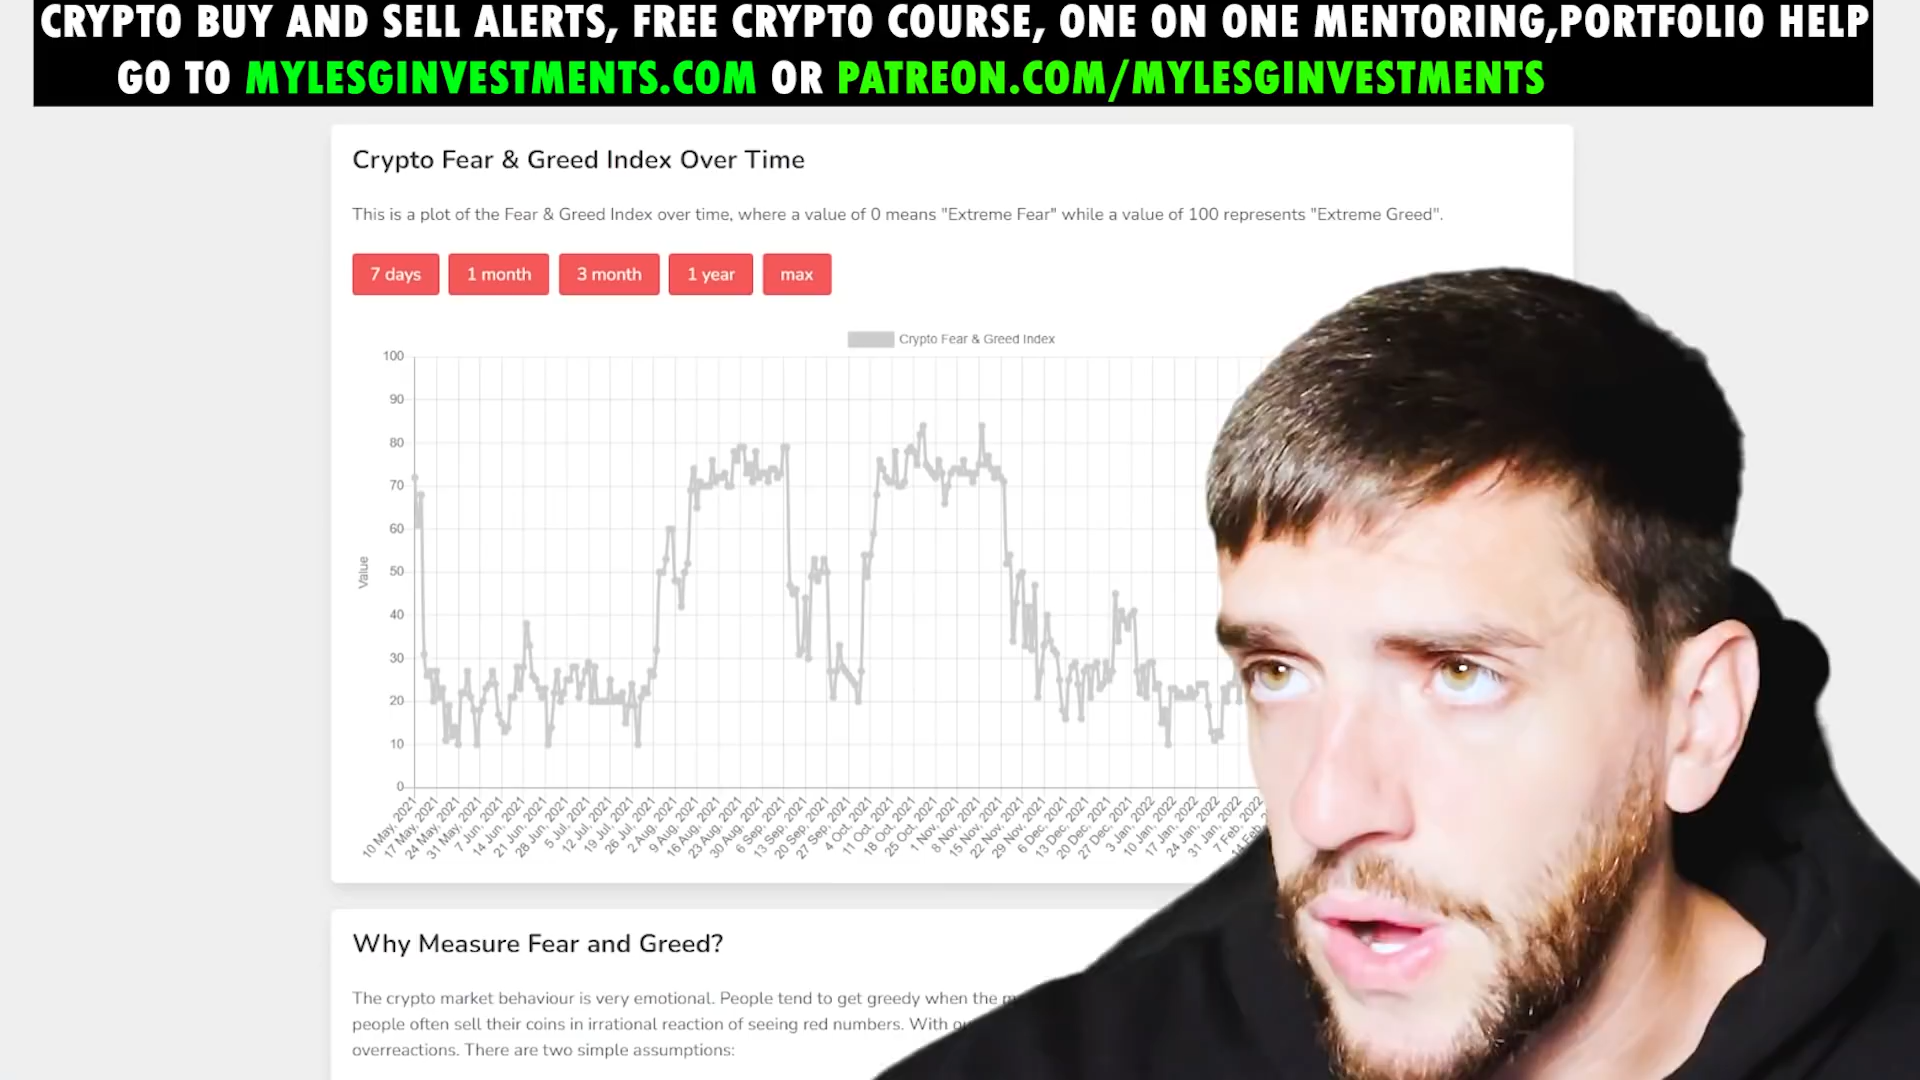 CRYPTO BUY AND SELL ALERTS, FREE CRYPTO COURSE, ONE ON ONE MENTORING,PORTFOLIO HELP
GO TO MYLESGINVESTMENTS.COM OR PATREON.COM/MYLESGINVESTMENTS
Crypto Fear & Greed Index Over Time
This is a plot of the Fear & Greed Index over time, where a value of 0 means "Extreme Fear" while a value of 100 represents "Extreme Greed".
7 days 1 month 3 month 1 year max
Crypto Fear & Greed Index
100
90
80
70
60
50
40
30
20
10
0
Value
10 May, 2021
17 May, 2021
24 May, 2021
31 May, 2021
7 Jun, 2021
14 Jun, 2021
21 Jun, 2021
28 Jun, 2021
5 Jul, 2021
12 Jul, 2021
19 Jul, 2021
26 Jul, 2021
2 Aug, 2021
9 Aug, 2021
16 Aug, 2021
23 Aug, 2021
30 Aug, 2021
6 Sep, 2021
13 Sep, 2021
20 Sep, 2021
27 Sep, 2021
4 Oct, 2021
11 Oct, 2021
18 Oct, 2021
25 Oct, 2021
1 Nov, 2021
8 Nov, 2021
15 Nov, 2021
22 Nov, 2021
29 Nov, 2021
6 Dec, 2021
13 Dec, 2021
20 Dec, 2021
27 Dec, 2021
3 Jan, 2022
10 Jan, 2022
17 Jan, 2022
24 Jan, 2022
31 Jan, 2022
7 Feb, 2022
14 Feb, 2
Why Measure Fear and Greed?
The crypto market behaviour is very emotional. People tend to get greedy when the
people often sell their coins in irrational reaction of seeing red numbers. With
overreactions. There are two simple assumptions: